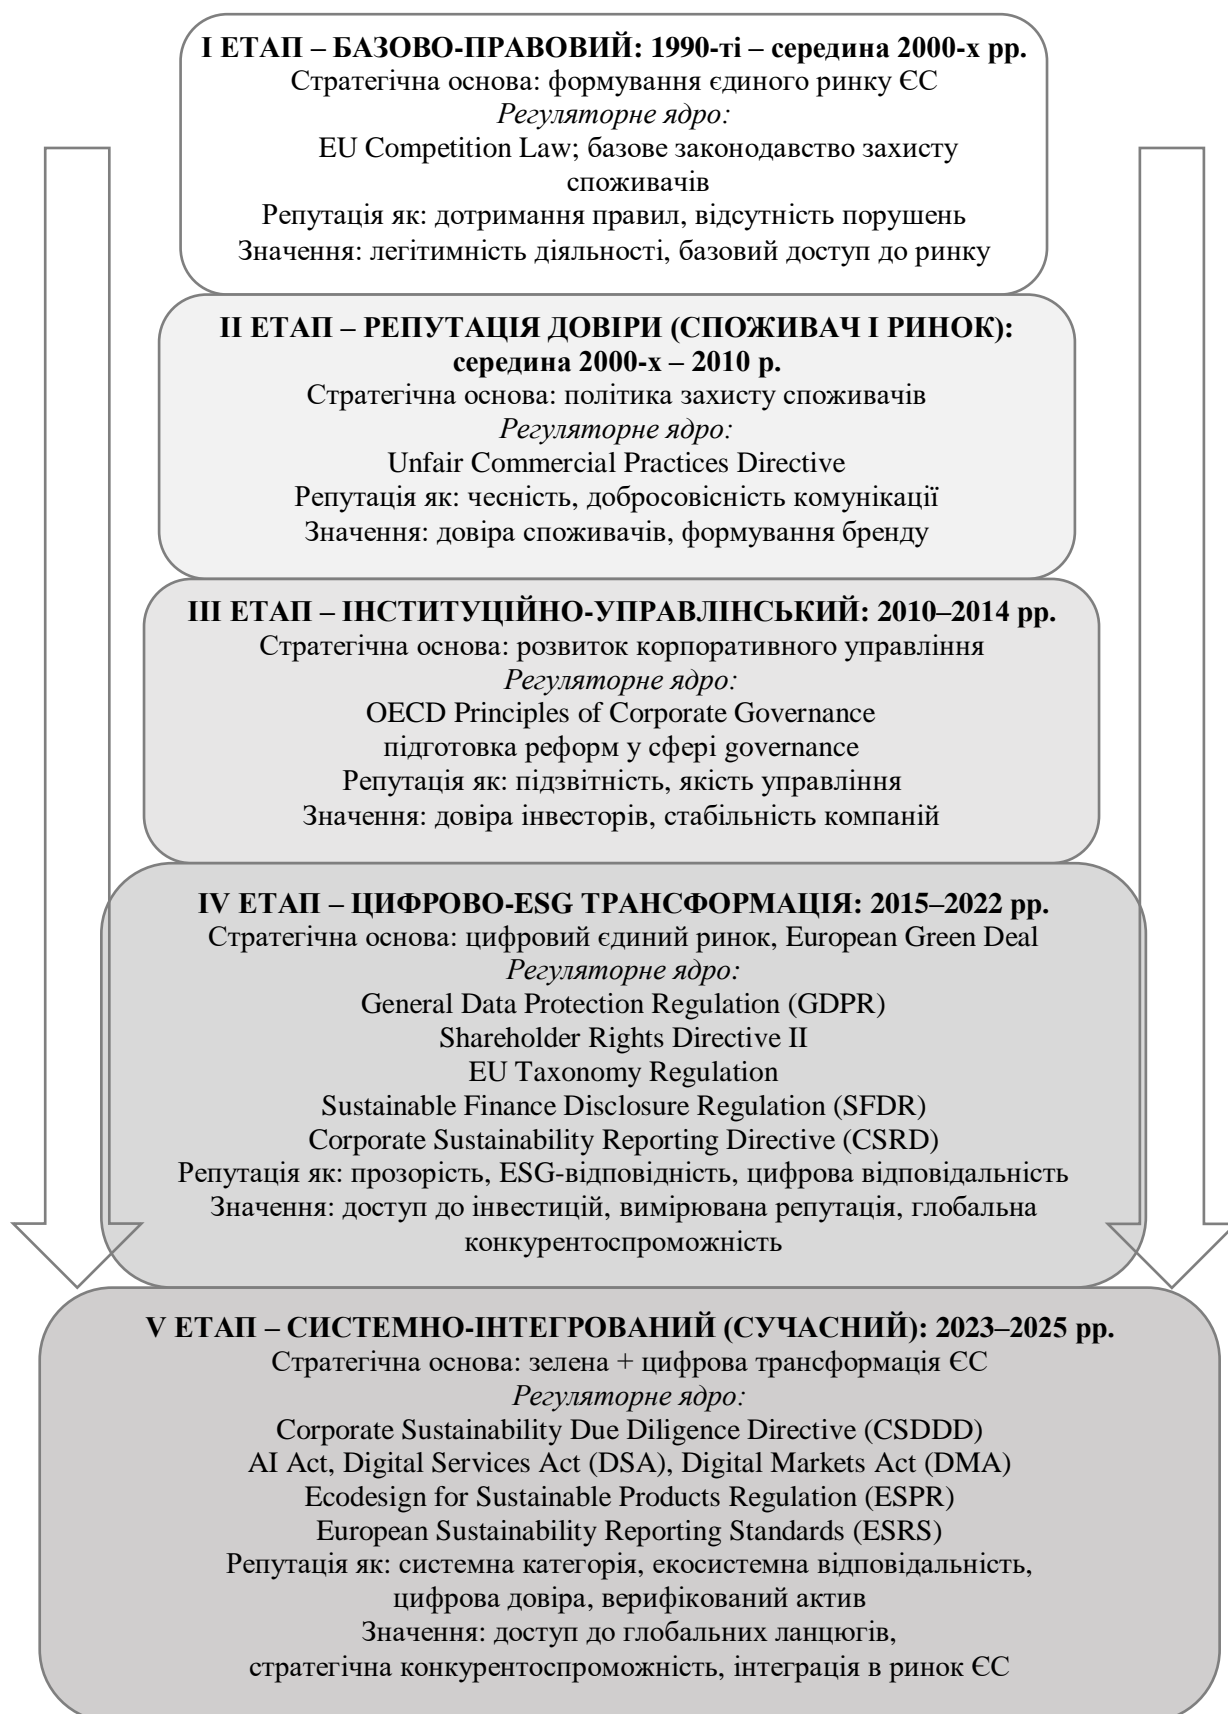 І ЕТАП – БАЗОВО-ПРАВОВИЙ: 1990-ті – середина 2000-х рр.
Стратегічна основа: формування єдиного ринку ЄС
Регуляторне ядро:
EU Competition Law; базове законодавство захисту
споживачів
Репутація як: дотримання правил, відсутність порушень
Значення: легітимність діяльності, базовий доступ до ринку
ІІ ЕТАП – РЕПУТАЦІЯ ДОВІРИ (СПОЖИВАЧ І РИНОК):
середина 2000-х – 2010 р.
Стратегічна основа: політика захисту споживачів
Регуляторне ядро:
Unfair Commercial Practices Directive
Репутація як: чесність, добросовісність комунікації
Значення: довіра споживачів, формування бренду
ІІІ ЕТАП – ІНСТИТУЦІЙНО-УПРАВЛІНСЬКИЙ: 2010–2014 рр.
Стратегічна основа: розвиток корпоративного управління
Регуляторне ядро:
OECD Principles of Corporate Governance
підготовка реформ у сфері governance
Репутація як: підзвітність, якість управління
Значення: довіра інвесторів, стабільність компаній
IV ЕТАП – ЦИФРОВО-ESG ТРАНСФОРМАЦІЯ: 2015–2022 рр.
Стратегічна основа: цифровий єдиний ринок, European Green Deal
Регуляторне ядро:
General Data Protection Regulation (GDPR)
Shareholder Rights Directive II
EU Taxonomy Regulation
Sustainable Finance Disclosure Regulation (SFDR)
Corporate Sustainability Reporting Directive (CSRD)
Репутація як: прозорість, ESG-відповідність, цифрова відповідальність
Значення: доступ до інвестицій, вимірювана репутація, глобальна
конкурентоспроможність
V ЕТАП – СИСТЕМНО-ІНТЕГРОВАНИЙ (СУЧАСНИЙ): 2023–2025 рр.
Стратегічна основа: зелена + цифрова трансформація ЄС
Регуляторне ядро:
Corporate Sustainability Due Diligence Directive (CSDDD)
AI Act, Digital Services Act (DSA), Digital Markets Act (DMA)
Ecodesign for Sustainable Products Regulation (ESPR)
European Sustainability Reporting Standards (ESRS)
Репутація як: системна категорія, екосистемна відповідальність,
цифрова довіра, верифікований актив
Значення: доступ до глобальних ланцюгів,
стратегічна конкурентоспроможність, інтеграція в ринок ЄС